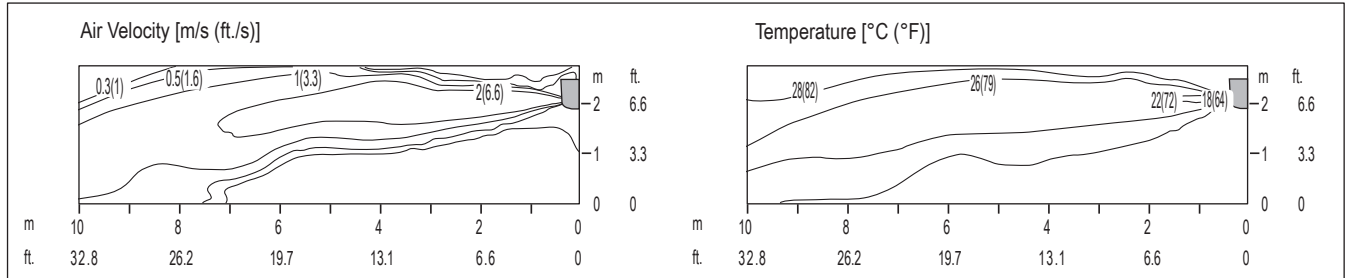 Air Velocity [m/s (ft./s)]
0.3(1) 0.5(1.6) 1(3.3) 2(6.6)
m ft.
2 6.6
1 3.3
0 0
m 10 8 6 4 2 0
ft. 32.8 26.2 19.7 13.1 6.6 0
Temperature [°C (°F)]
28(82) 26(79) 22(72) 18(64)
m ft.
2 6.6
1 3.3
0 0
m 10 8 6 4 2 0
ft. 32.8 26.2 19.7 13.1 6.6 0